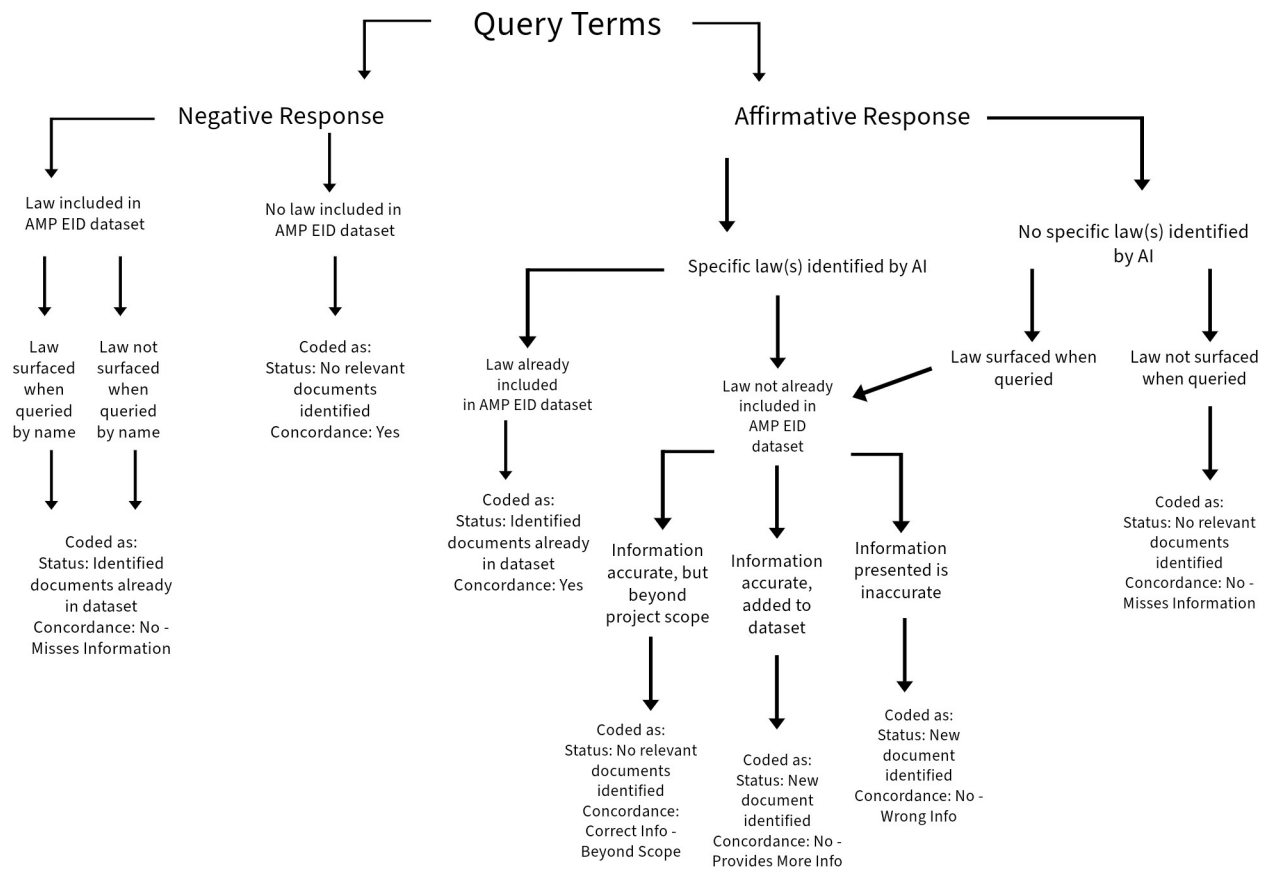 Query Terms
Negative Response
Affirmative Response
Law included in
AMP EID dataset
No law included in
AMP EID dataset
No specific law(s) identified
by AI
Specific law(s) identified by AI
Law
surfaced
when
queried
by name
Law not
surfaced
when
queried
by name
Coded as:
Status: No relevant
documents
identified
Concordance: Yes
Law already
included
in AMP EID dataset
Law not already
included in
AMP EID
dataset
Law surfaced when
queried
Law not surfaced
when queried
Coded as:
Status: Identified
documents already
in dataset
Concordance: No -
Misses Information
Coded as:
Status: Identified
documents already
in dataset
Concordance: Yes
Information
accurate, but
beyond
project scope
Information
accurate,
added to
dataset
Information
presented is
inaccurate
Coded as:
Status: No relevant
documents
identified
Concordance: No -
Misses Information
Coded as:
Status: No relevant
documents
identified
Concordance:
Correct Info -
Beyond Scope
Coded as:
Status: New
document
identified
Concordance: No -
Provides More Info
Coded as:
Status: New
document
identified
Concordance: No -
Wrong Info